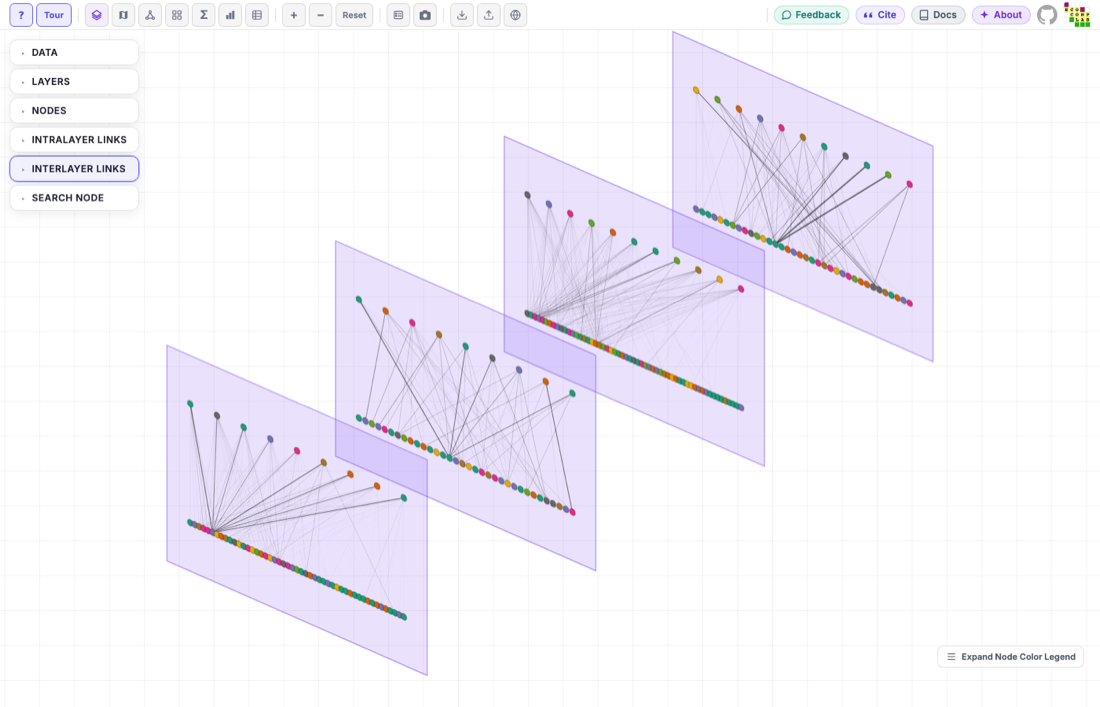 ?
Tour
Σ
+
−
Reset
Feedback
Cite
Docs
About
DATA
LAYERS
NODES
INTRALAYER LINKS
INTERLAYER LINKS
SEARCH NODE
Expand Node Color Legend